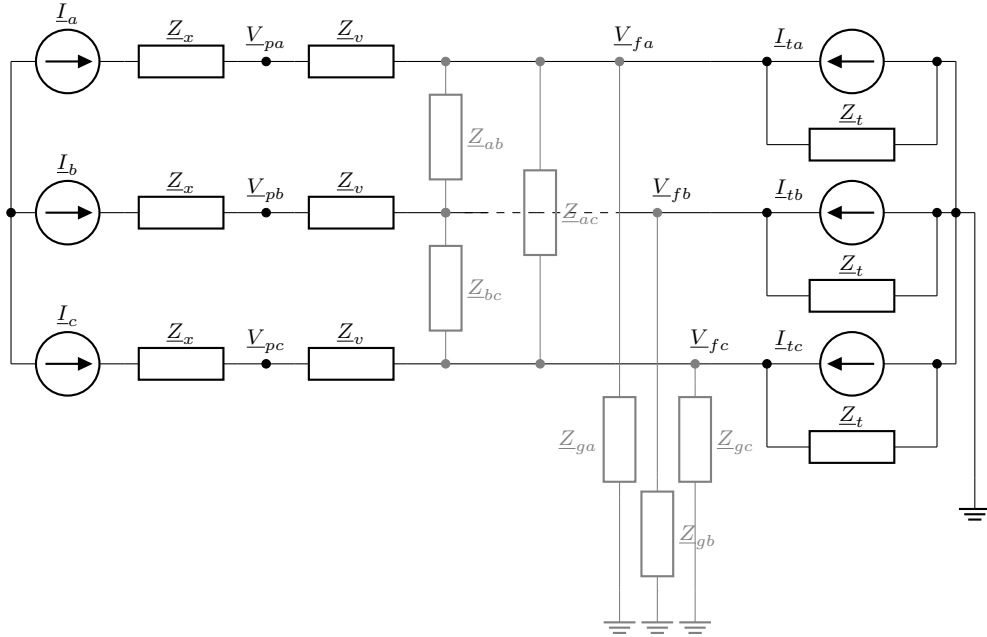 I_a
Z_x V_pa Z_v V_fa I_ta
Z_t
Z_ab
I_b
Z_x V_pb Z_v V_fb I_tb
Z_ac
Z_t
Z_bc
I_c
Z_x V_pc Z_v V_fc I_tc
Z_t
Z_ga Z_gc
Z_gb